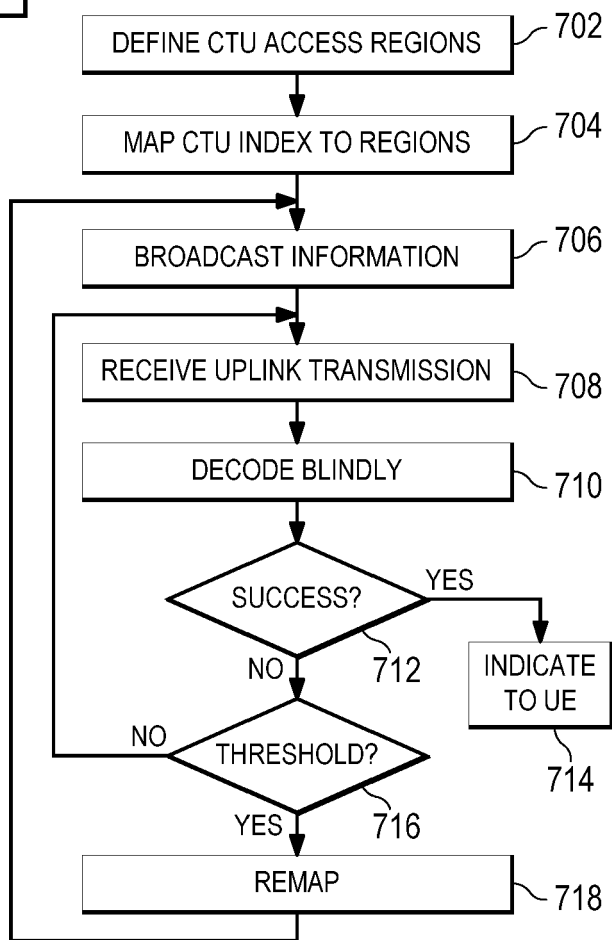 DEFINE CTU ACCESS REGIONS
702
MAP CTU INDEX TO REGIONS
704
BROADCAST INFORMATION
706
RECEIVE UPLINK TRANSMISSION
708
DECODE BLINDLY
710
SUCCESS?
YES
712
NO
INDICATE
TO UE
714
NO
THRESHOLD?
716
YES
REMAP
718